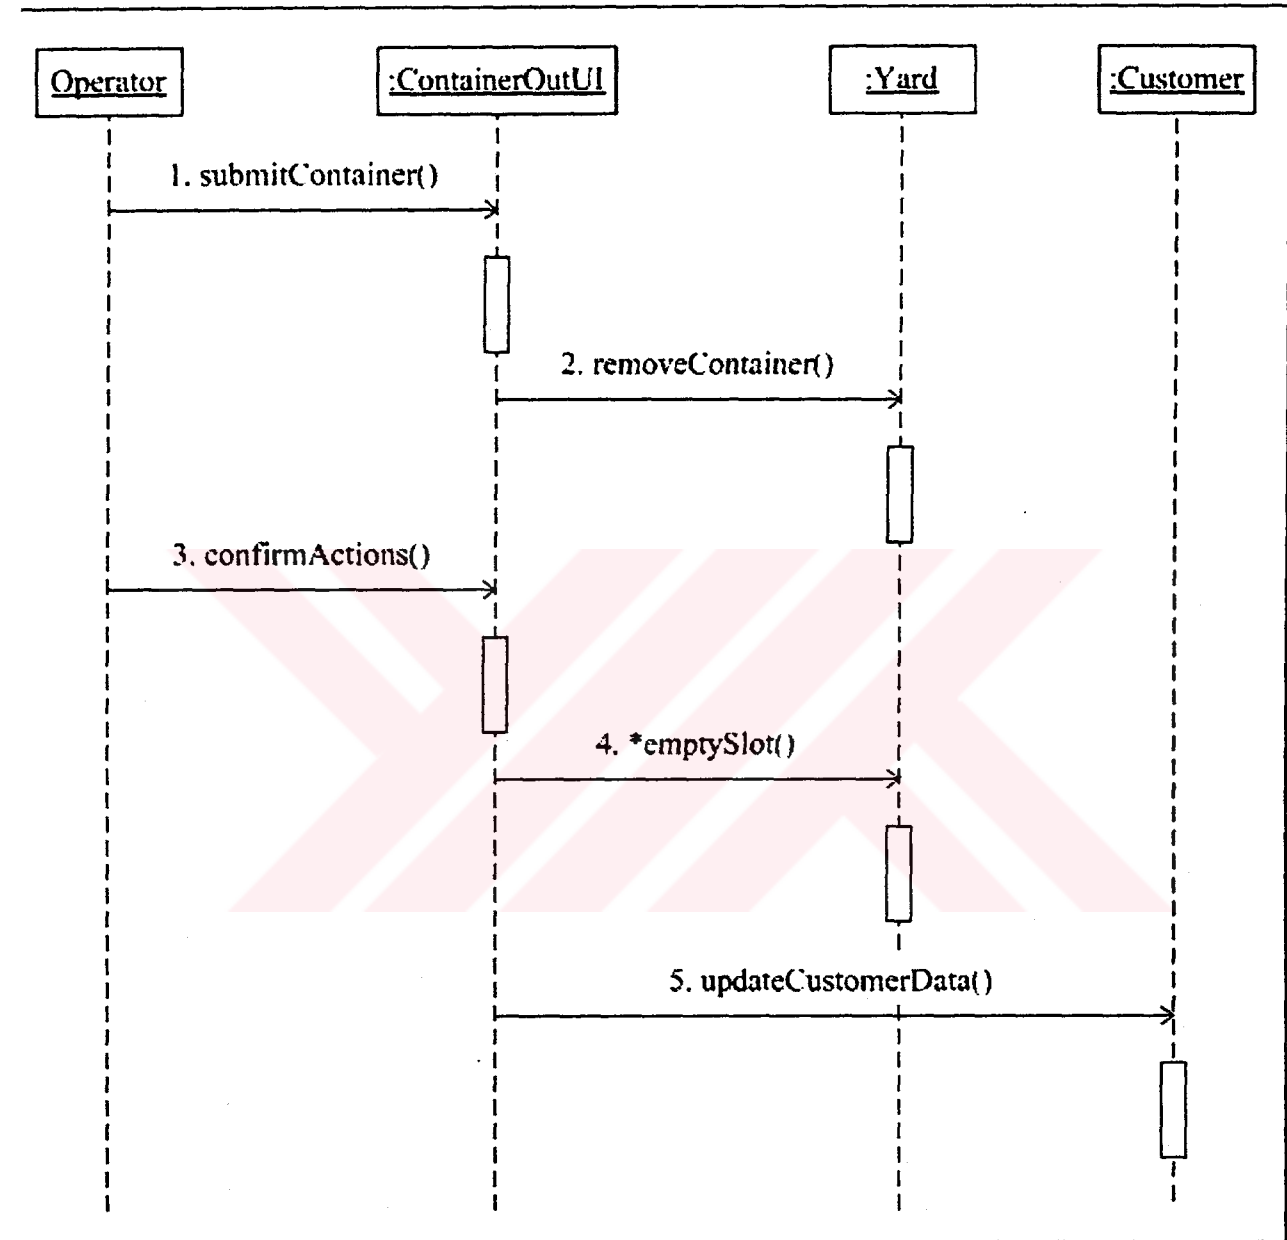 Operator
:ContainerOutUI
:Yard
:Customer
1. submitContainer()
2. removeContainer()
3. confirmActions()
4. *emptySlot()
5. updateCustomerData()